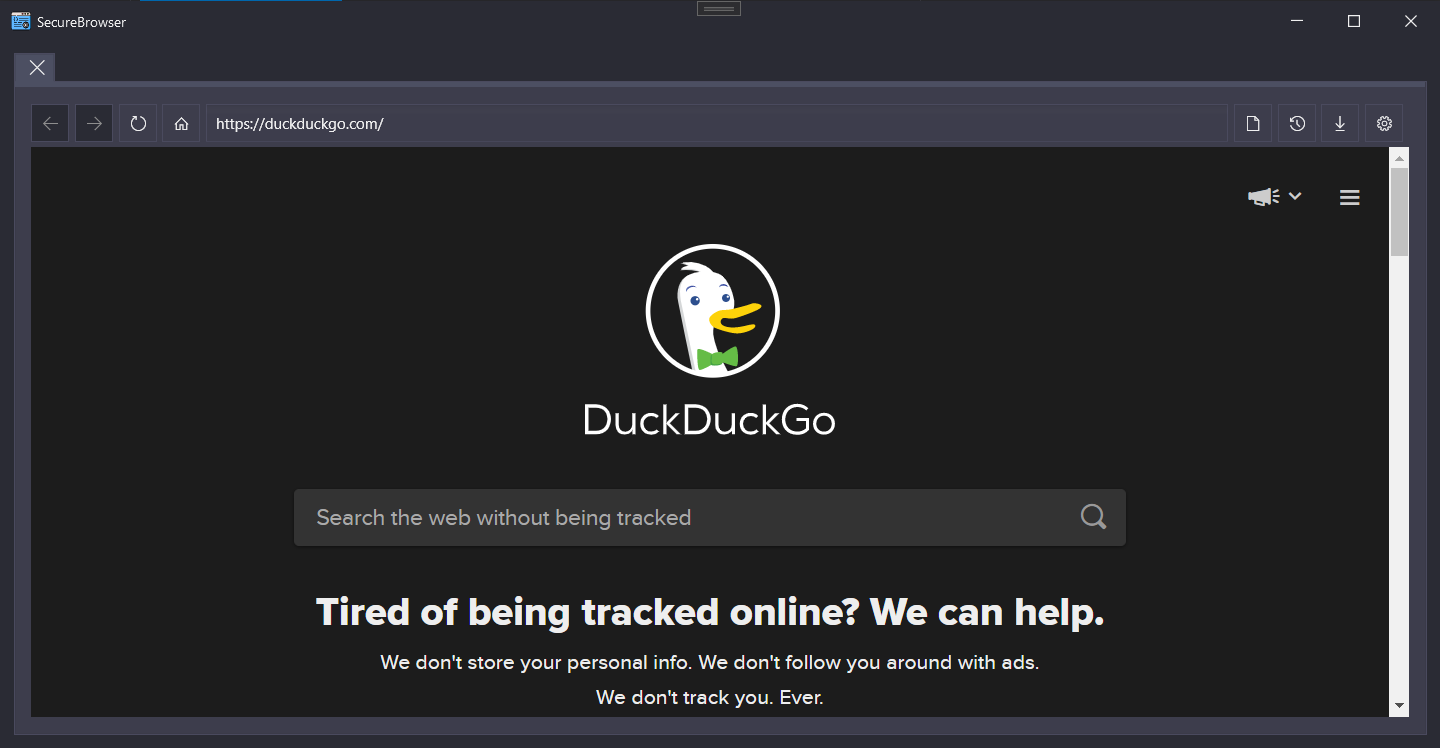 SecureBrowser
https://duckduckgo.com/
DuckDuckGo
Search the web without being tracked
Tired of being tracked online? We can help.
We don't store your personal info. We don't follow you around with ads.
We don't track you. Ever.